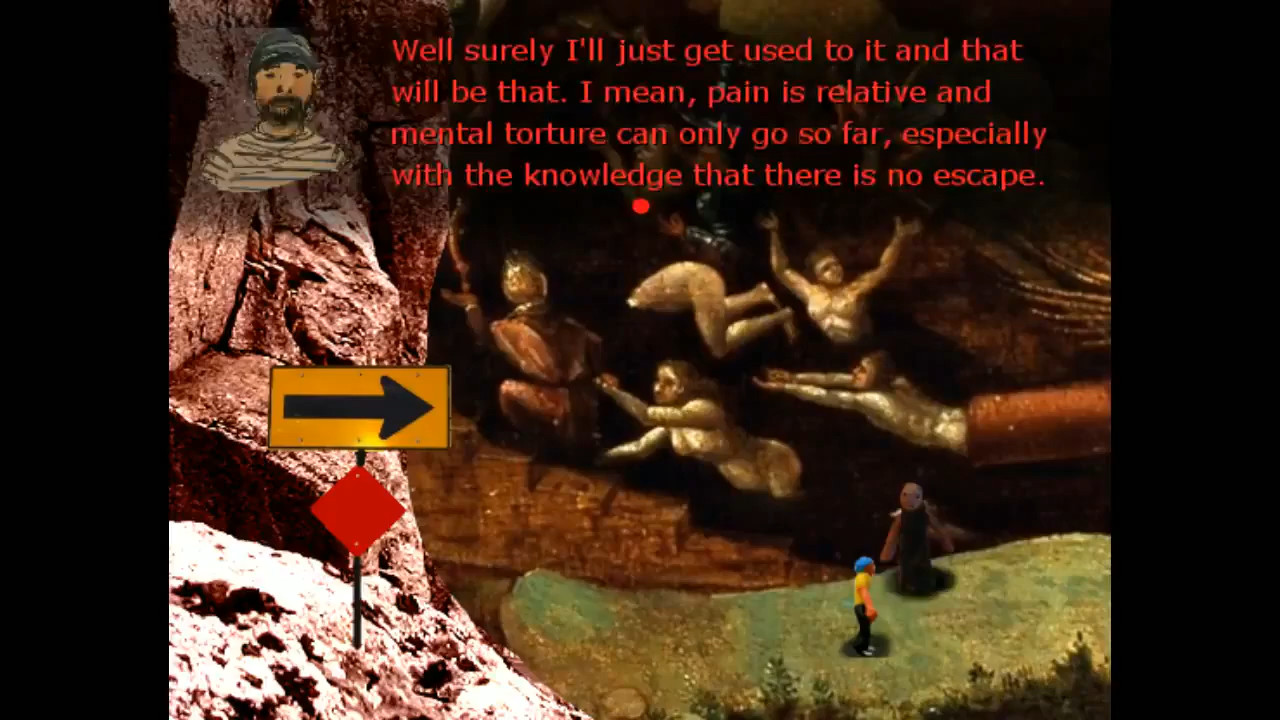 Well surely I'll just get used to it and that
will be that. I mean, pain is relative and
mental torture can only go so far, especially
with the knowledge that there is no escape.